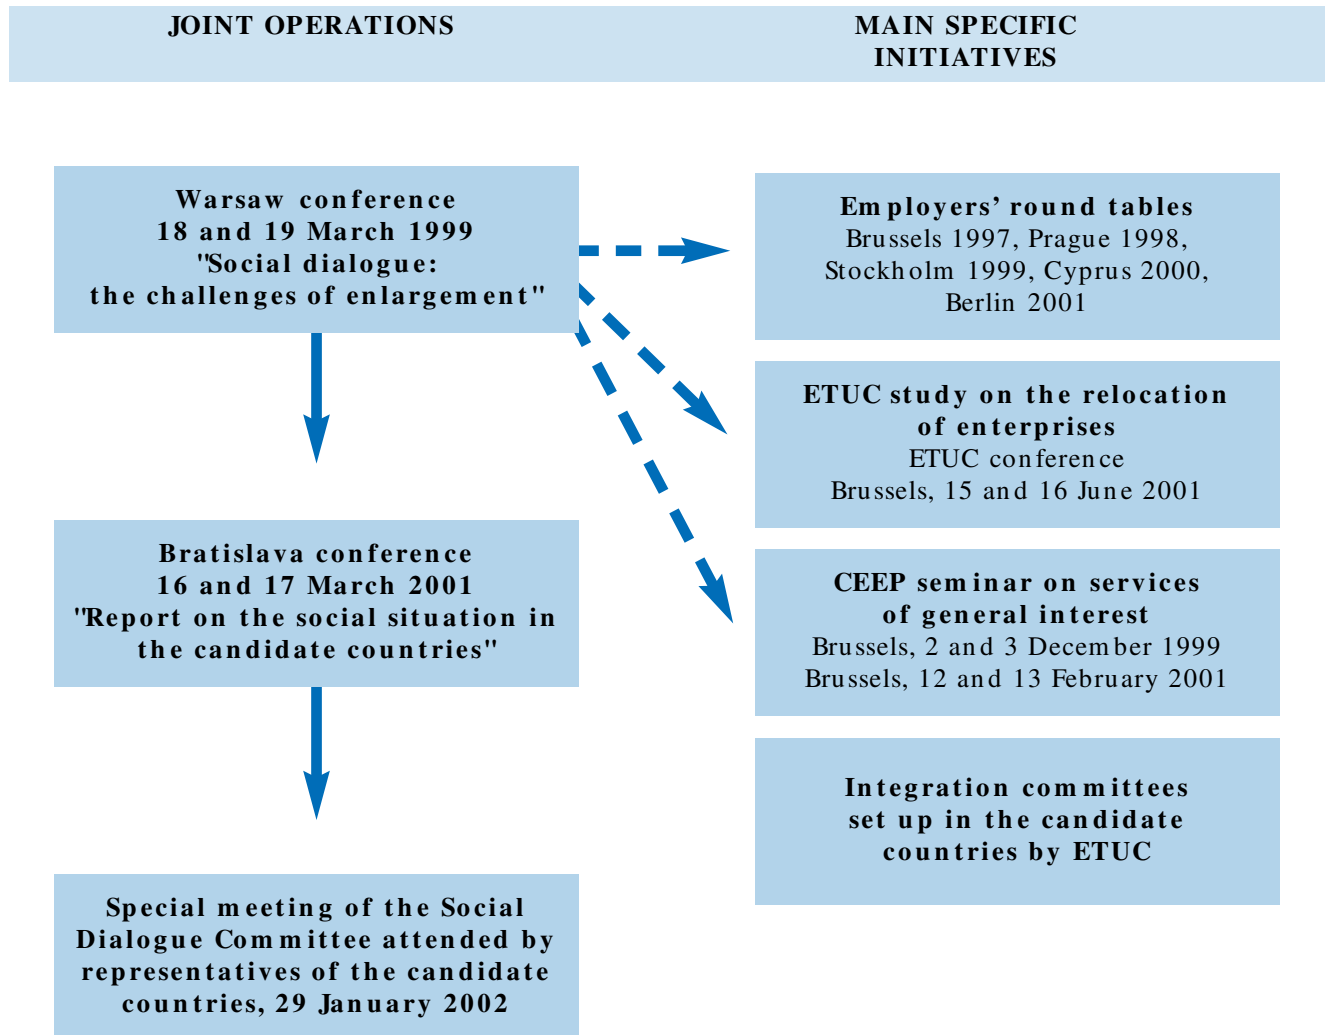 JOINT OPERATIONS
MAIN SPECIFIC
INITIATIVES
Warsaw conference
18 and 19 March 1999
"Social dialogue:
the challenges of enlargement"
Bratislava conference
16 and 17 March 2001
"Report on the social situation in
the candidate countries"
Special meeting of the Social
Dialogue Committee attended by
representatives of the candidate
countries, 29 January 2002
Employers’ round tables
Brussels 1997, Prague 1998,
Stockholm 1999, Cyprus 2000,
Berlin 2001
ETUC study on the relocation
of enterprises
ETUC conference
Brussels, 15 and 16 June 2001
CEEP seminar on services
of general interest
Brussels, 2 and 3 December 1999
Brussels, 12 and 13 February 2001
Integration committees
set up in the candidate
countries by ETUC